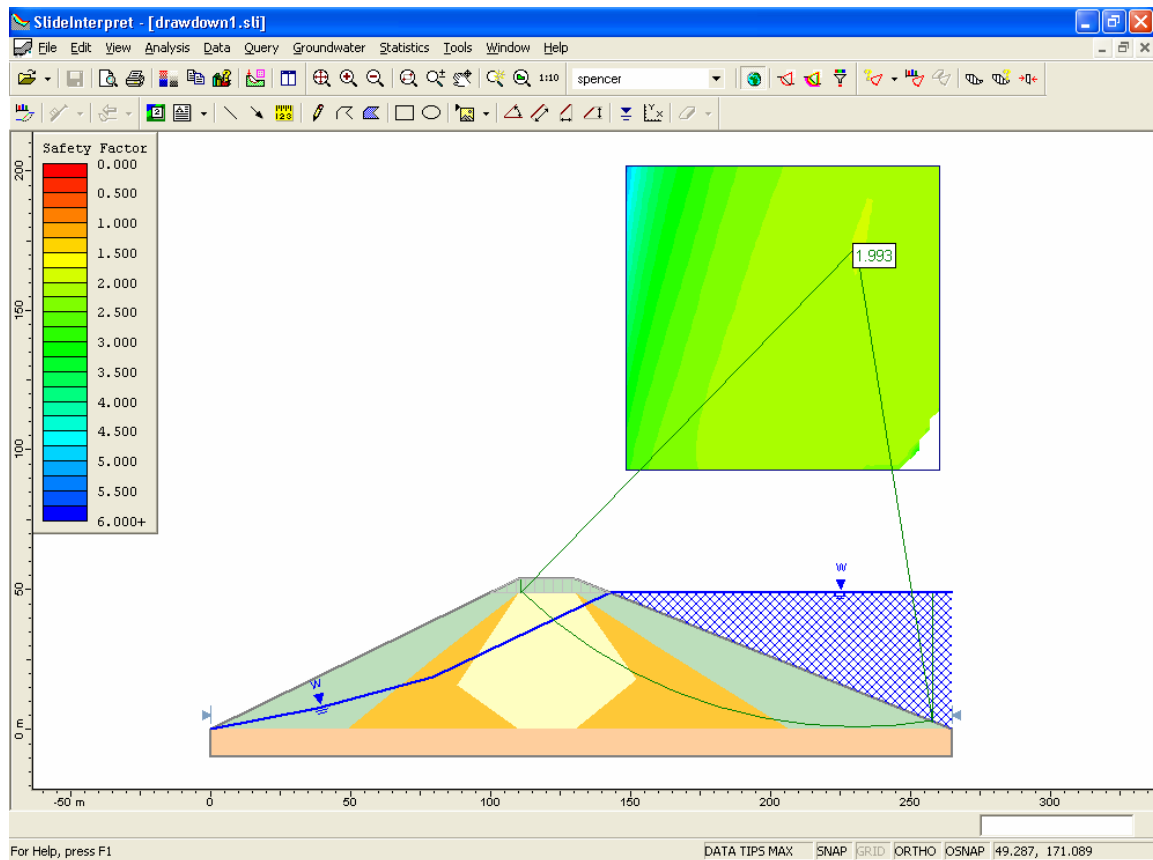 SlideInterpret - [drawdown1.sli]
File Edit View Analysis Data Query Groundwater Statistics Tools Window Help
1:10 spencer
Safety Factor
0.000
0.500
1.000
1.500
2.000
2.500
3.000
3.500
4.000
4.500
5.000
5.500
6.000+
200
150
100
50
0 m
1.993
W
W
-50 m 0 50 100 150 200 250 300
For Help, press F1 DATA TIPS MAX SNAP GRID ORTHO OSNAP 49.287, 171.089